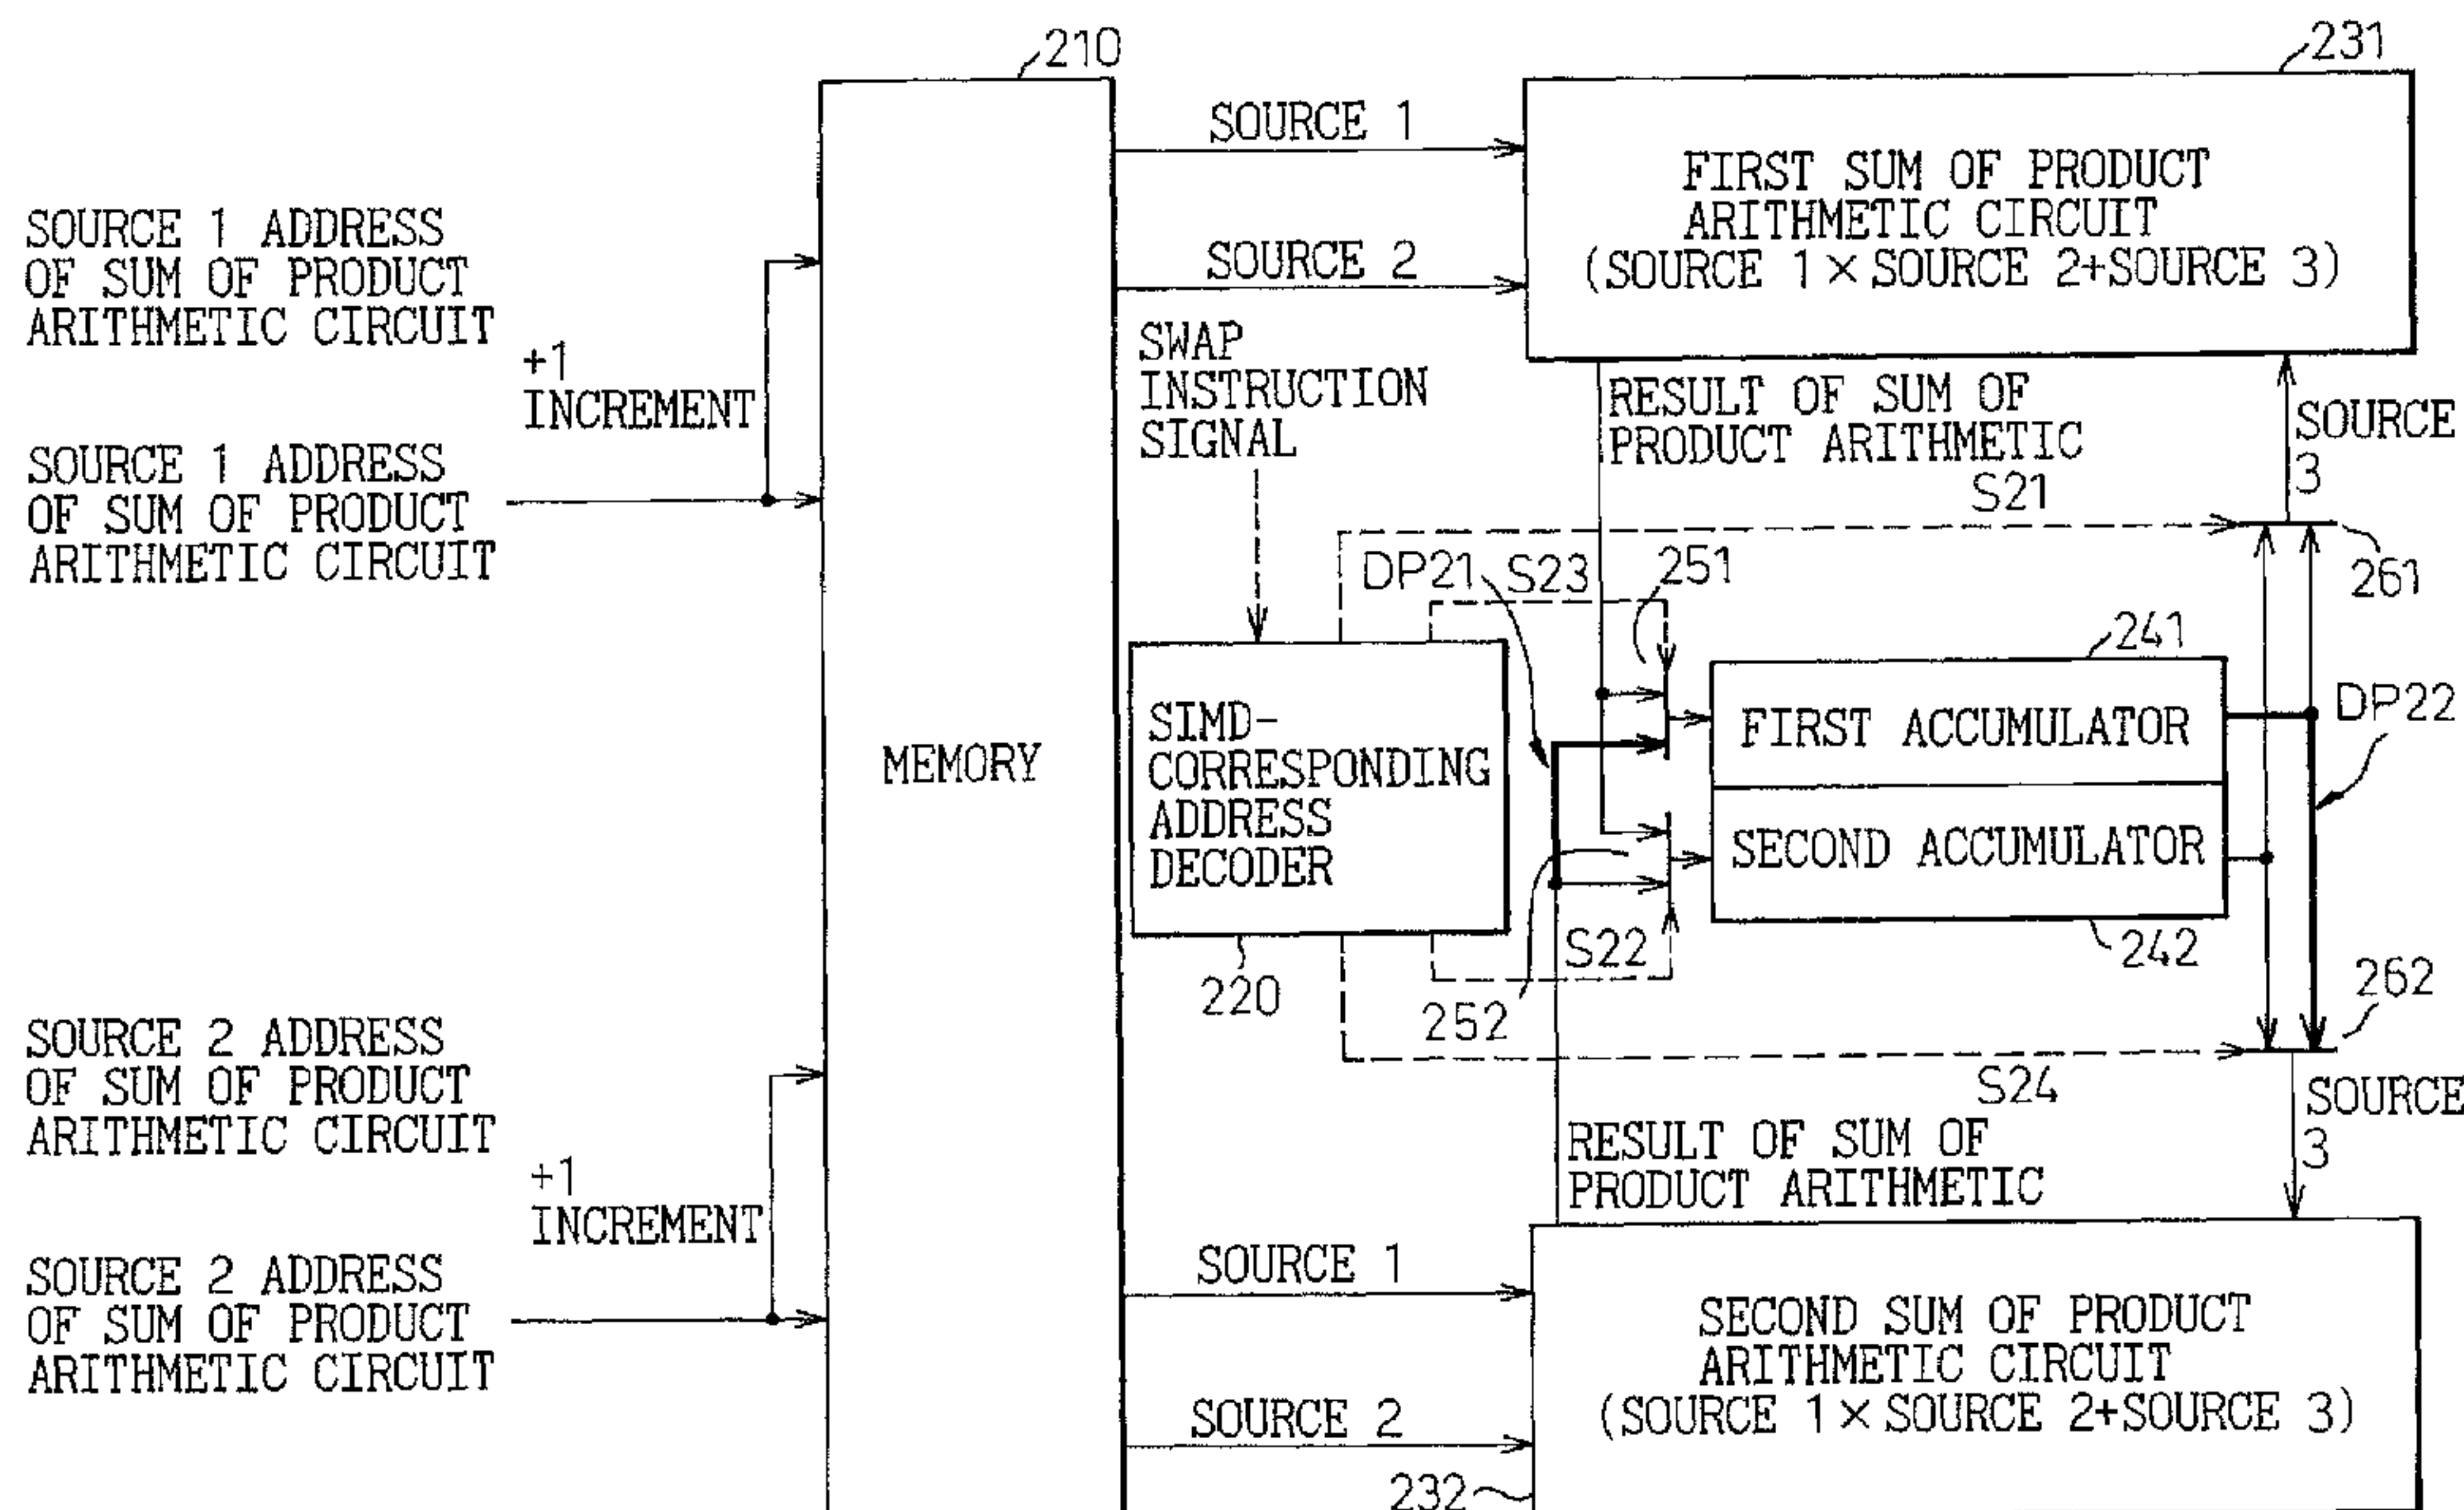 210
231
SOURCE 1
FIRST SUM OF PRODUCT
ARITHMETIC CIRCUIT
(SOURCE 1 × SOURCE 2+SOURCE 3)
SOURCE 2
SOURCE 1 ADDRESS
OF SUM OF PRODUCT
ARITHMETIC CIRCUIT
+1
INCREMENT
SOURCE 1 ADDRESS
OF SUM OF PRODUCT
ARITHMETIC CIRCUIT
SWAP
INSTRUCTION
SIGNAL
RESULT OF SUM OF
PRODUCT ARITHMETIC
SOURCE
3
S21
DP21
S23
251
261
241
MEMORY
SIMD-
CORRESPONDING
ADDRESS
DECODER
FIRST ACCUMULATOR
DP22
SECOND ACCUMULATOR
S22
242
220
252
262
S24
SOURCE
3
SOURCE 2 ADDRESS
OF SUM OF PRODUCT
ARITHMETIC CIRCUIT
+1
INCREMENT
SOURCE 2 ADDRESS
OF SUM OF PRODUCT
ARITHMETIC CIRCUIT
RESULT OF SUM OF
PRODUCT ARITHMETIC
SOURCE 1
SECOND SUM OF PRODUCT
ARITHMETIC CIRCUIT
(SOURCE 1 × SOURCE 2+SOURCE 3)
SOURCE 2
232